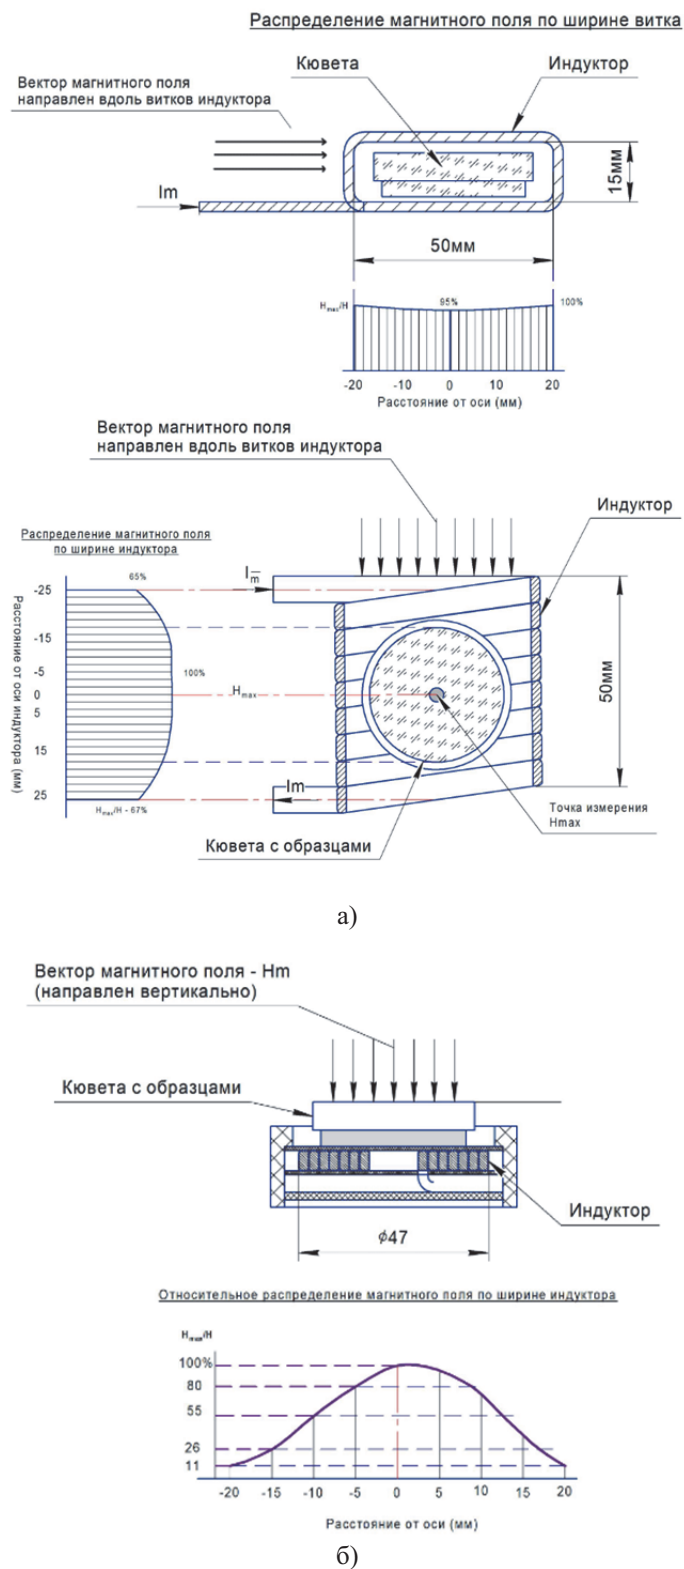 Распределение магнитного поля по ширине витка
Кювета
Индуктор
Вектор магнитного поля
направлен вдоль витков индуктора
Im
15мм
50мм
Hmax/H
95%
100%
-20
-10
0
10
20
Расстояние от оси (мм)
Вектор магнитного поля
направлен вдоль витков индуктора
Индуктор
Распределение магнитного поля
по ширине индуктора
65%
Im
-25
-15
-5
0
5
15
25
Расстояние от оси индуктора (мм)
100%
Hmax
50мм
Im
Hmax/H - 67%
Точка измерения
Hmax
Кювета с образцами
а)
Вектор магнитного поля - Hm
(направлен вертикально)
Кювета с образцами
Индуктор
ϕ47
Относительное распределение магнитного поля по ширине индуктора
Hmax/H
100%
80
55
26
11
-20
-15
-10
-5
0
5
10
15
20
Расстояние от оси (мм)
б)